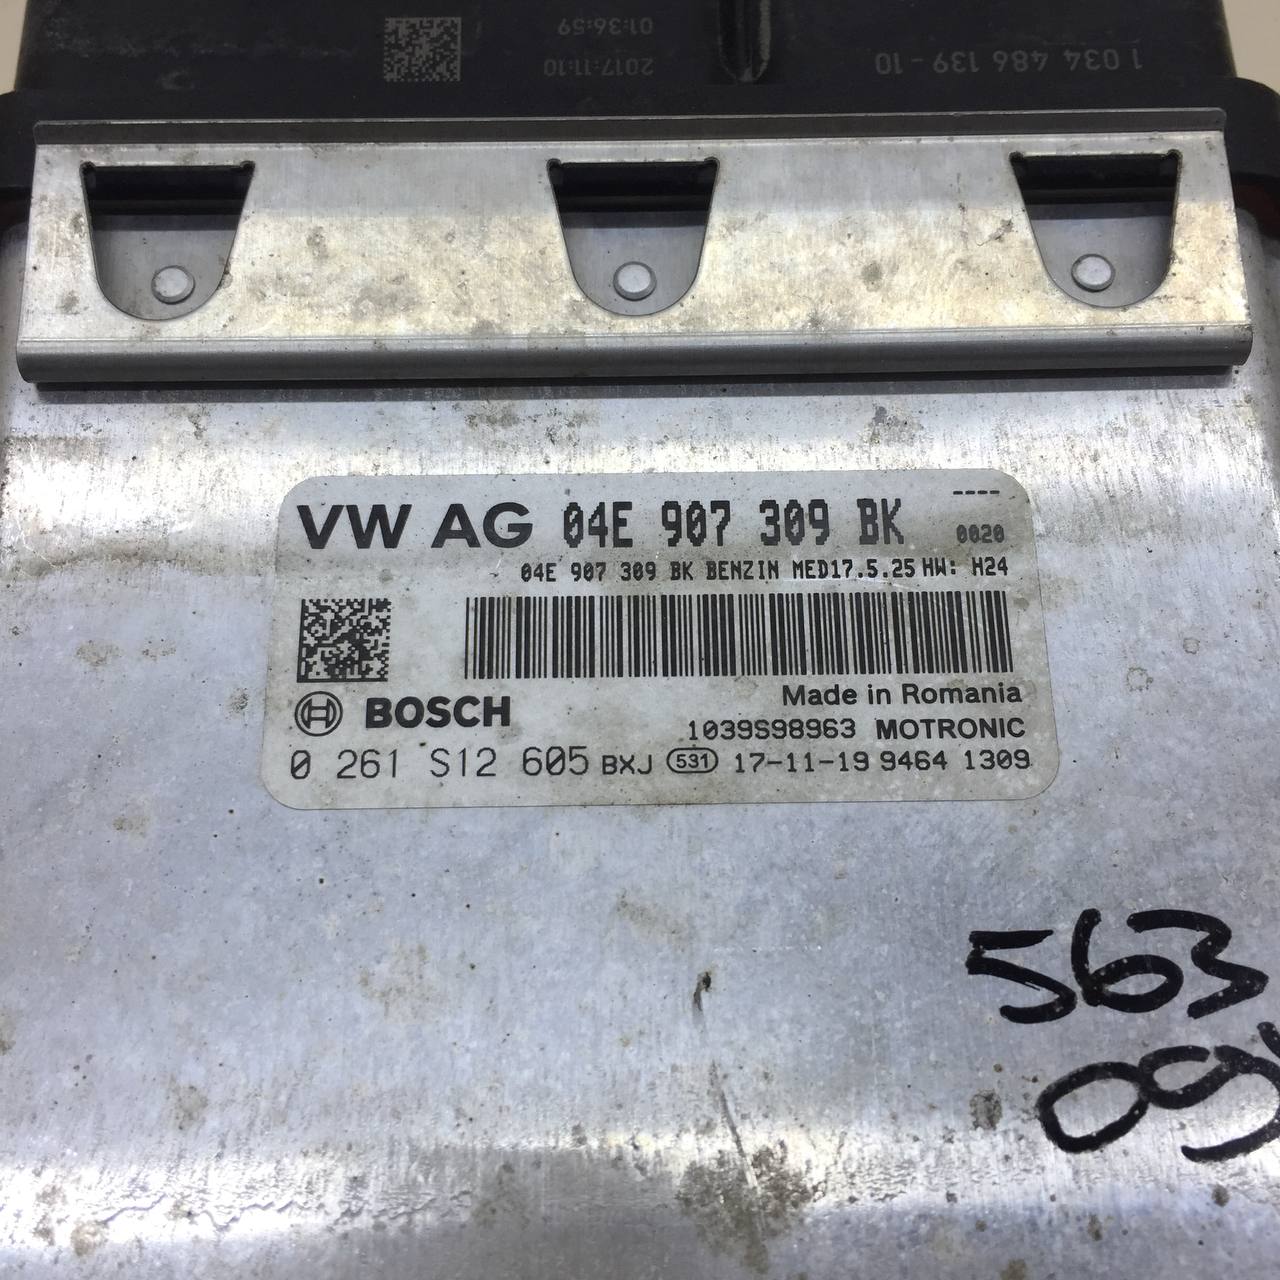 01:36:59
2017:11:10
1 034 486 139-10
VW AG 04E 907 309 BK ----
0020
04E 907 309 BK BENZIN MED17.5.25 HW: H24
Made in Romania
BOSCH
1039S98963 MOTRONIC
0 261 S12 605 BXJ 531 17-11-19 9464 1309
563